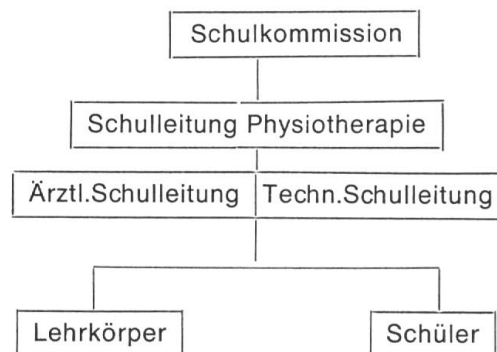 Schulkommission
Schulleitung Physiotherapie
Ärztl.Schulleitung Techn.Schulleitung
Lehrkörper Schüler